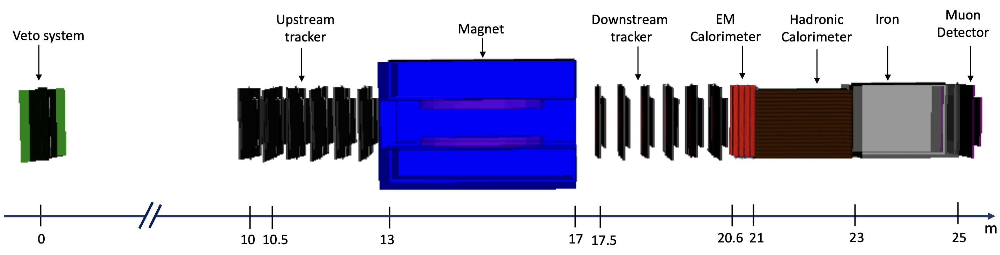 Veto system
Upstream
tracker
Magnet
Downstream
tracker
EM
Calorimeter
Hadronic
Calorimeter
Iron
Muon
Detector
0
10
10.5
13
17
17.5
20.6
21
23
25
m